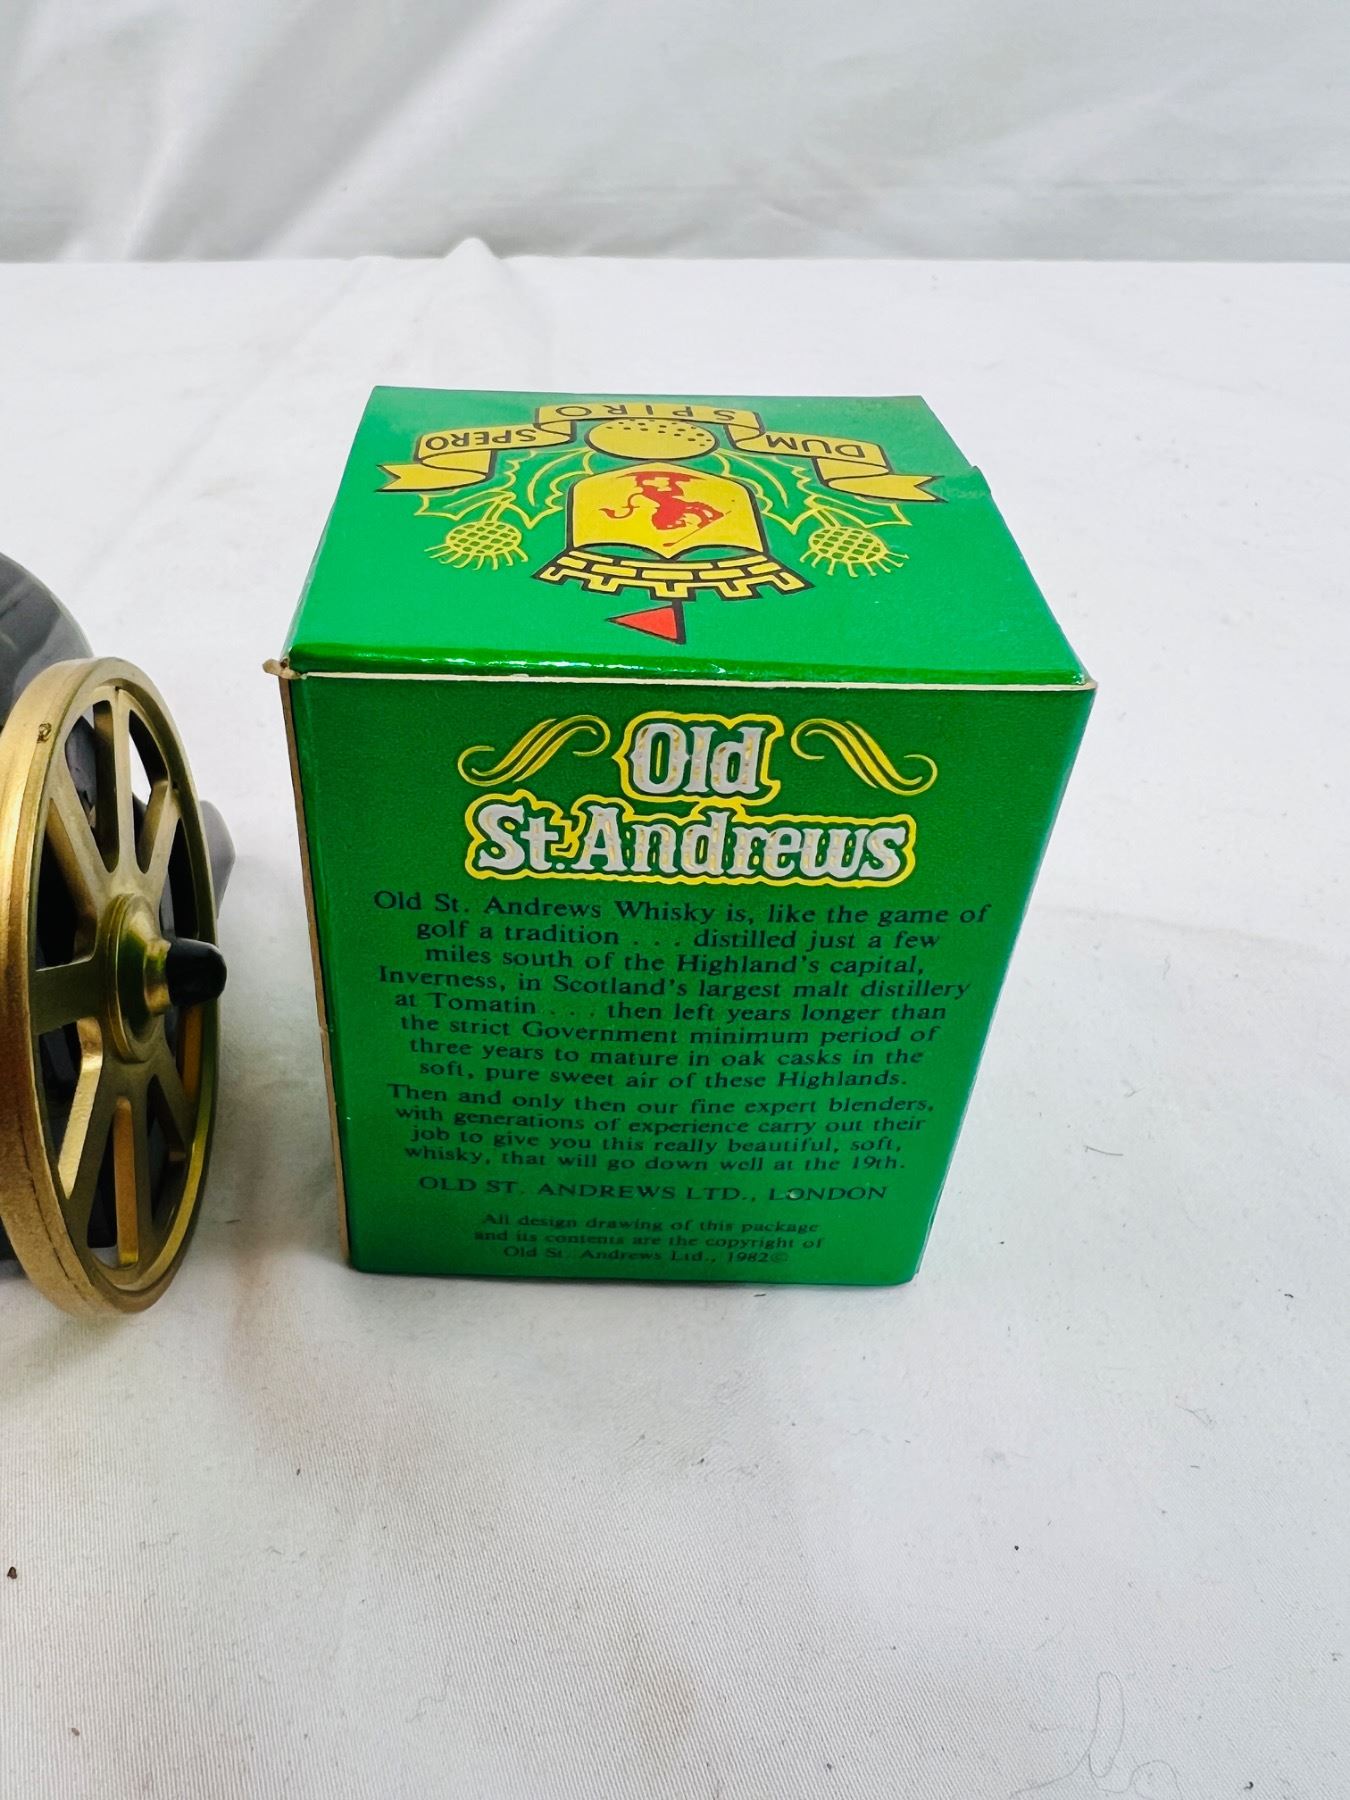 DUM SPIRO SPERO
Old
St. Andrews
Old St. Andrews Whisky is, like the game of
golf a tradition . . . distilled just a few
miles south of the Highland's capital,
Inverness, in Scotland's largest malt distillery
at Tomatin . . . then left years longer than
the strict Government minimum period of
three years to mature in oak casks in the
soft, pure sweet air of these Highlands.
Then and only then our fine expert blenders,
with generations of experience carry out their
job to give you this really beautiful, soft,
whisky, that will go down well at the 19th.
OLD ST. ANDREWS LTD., LONDON
All design drawing of this package
and its contents are the copyright of
Old St. Andrews Ltd., 1982©